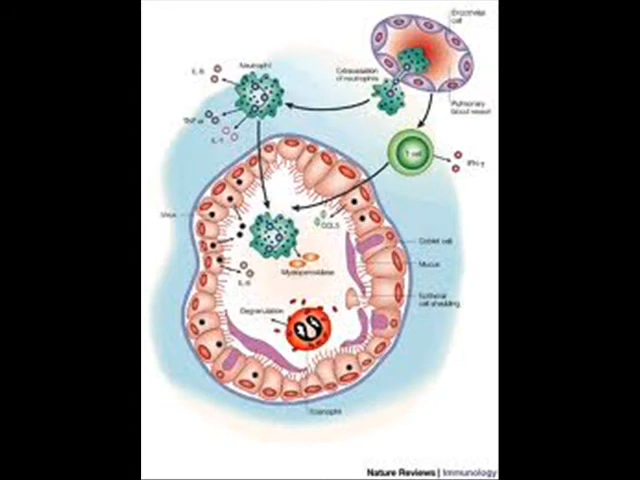 Endothelial
cell
Neutrophil
IL-8
Extravasation
of neutrophils
TNF-α
IL-1
Pulmonary
blood vessel
T cell
IFN-γ
Virus
CCL5
Goblet cell
Myeloperoxidase
Mucus
IL-8
Epithelial
cell shedding
Degranulation
Eosinophil
Nature Reviews | Immunology